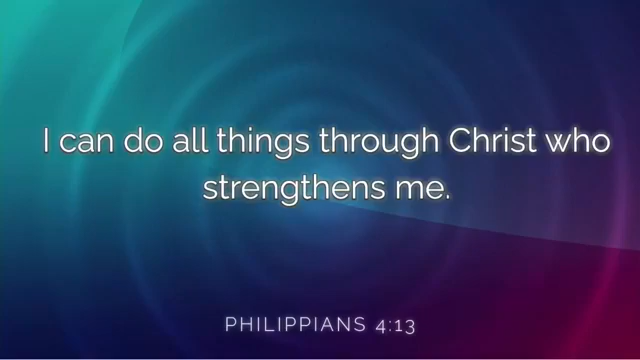 I can do all things through Christ who
strengthens me.
PHILIPPIANS 4:13